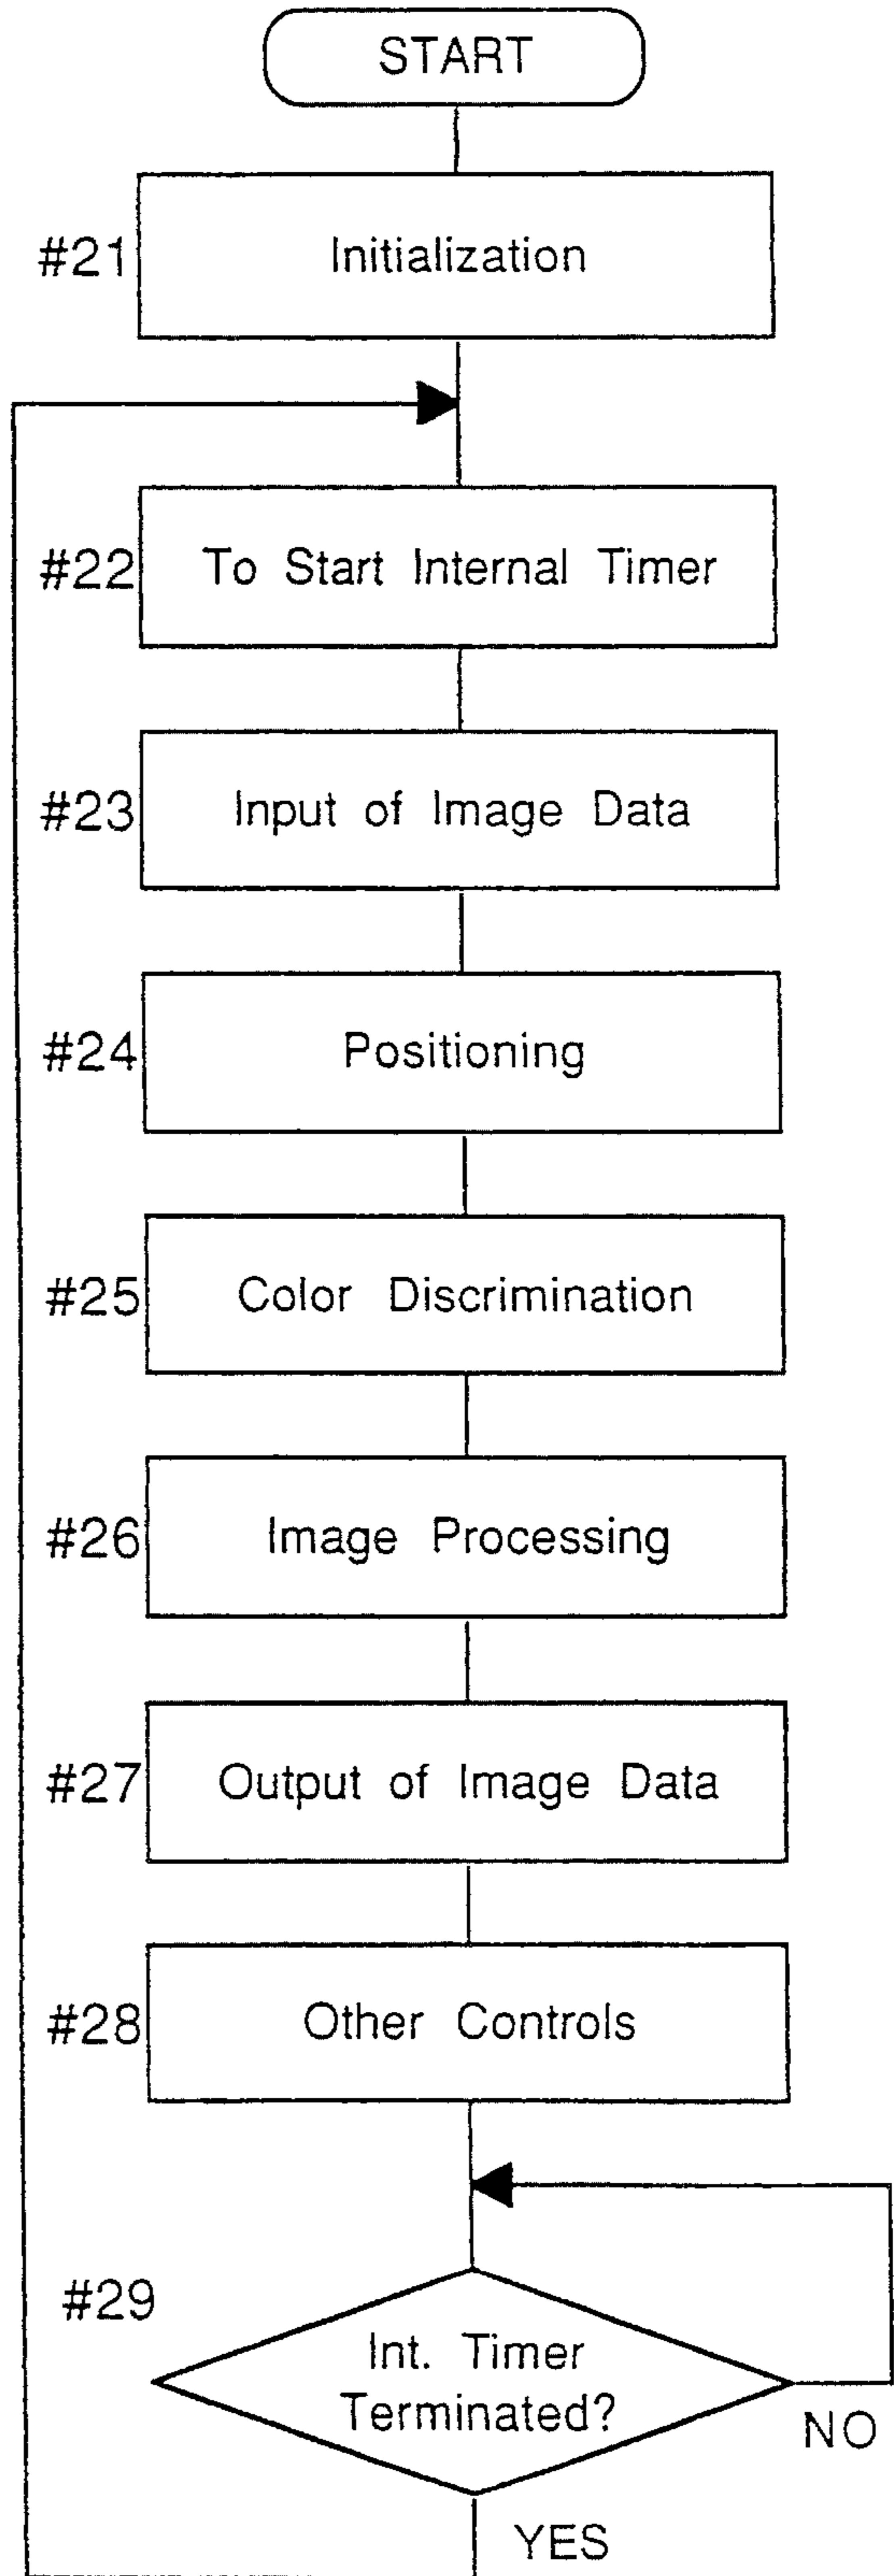 START
#21 Initialization
#22 To Start Internal Timer
#23 Input of Image Data
#24 Positioning
#25 Color Discrimination
#26 Image Processing
#27 Output of Image Data
#28 Other Controls
#29
Int. Timer
Terminated?
NO
YES